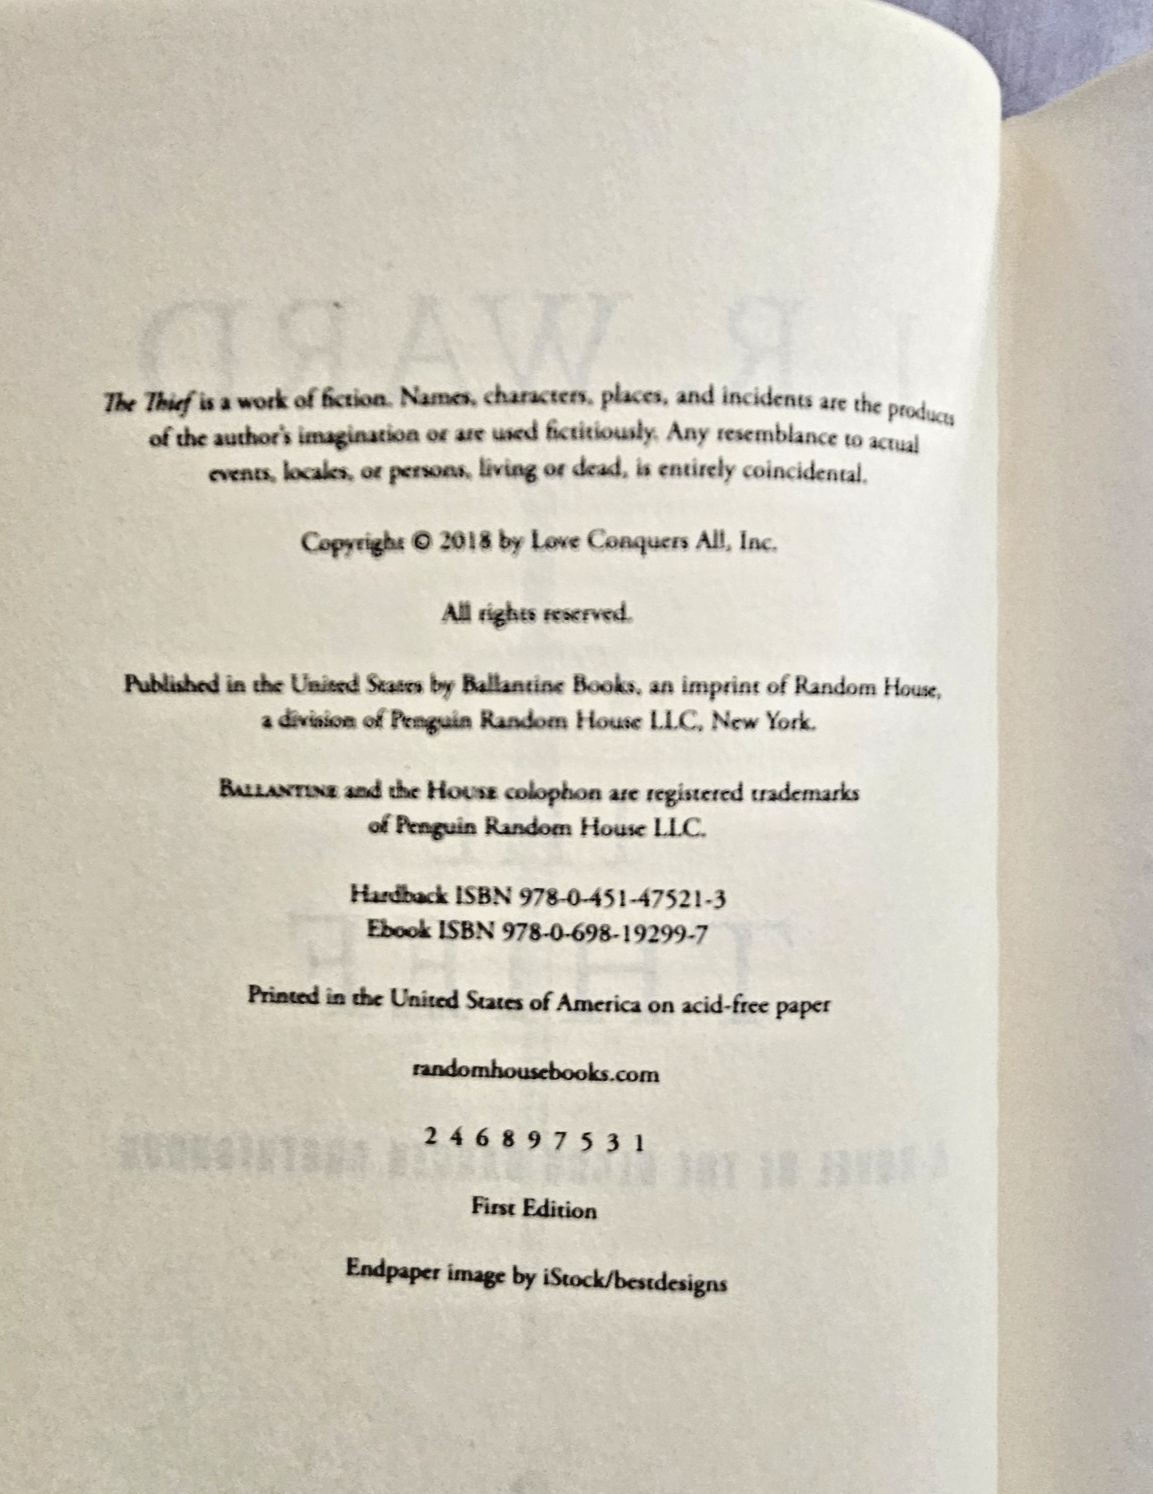 The Thief is a work of fiction. Names, characters, places, and incidents are the products
of the author's imagination or are used fictitiously. Any resemblance to actual
events, locales, or persons, living or dead, is entirely coincidental.
Copyright © 2018 by Love Conquers All, Inc.
All rights reserved.
Published in the United States by Ballantine Books, an imprint of Random House,
a division of Penguin Random House LLC, New York.
BALLANTINE and the HOUSE colophon are registered trademarks
of Penguin Random House LLC.
Hardback ISBN 978-0-451-47521-3
Ebook ISBN 978-0-698-19299-7
Printed in the United States of America on acid-free paper
randomhousebooks.com
2 4 6 8 9 7 5 3 1
First Edition
Endpaper image by iStock/bestdesigns